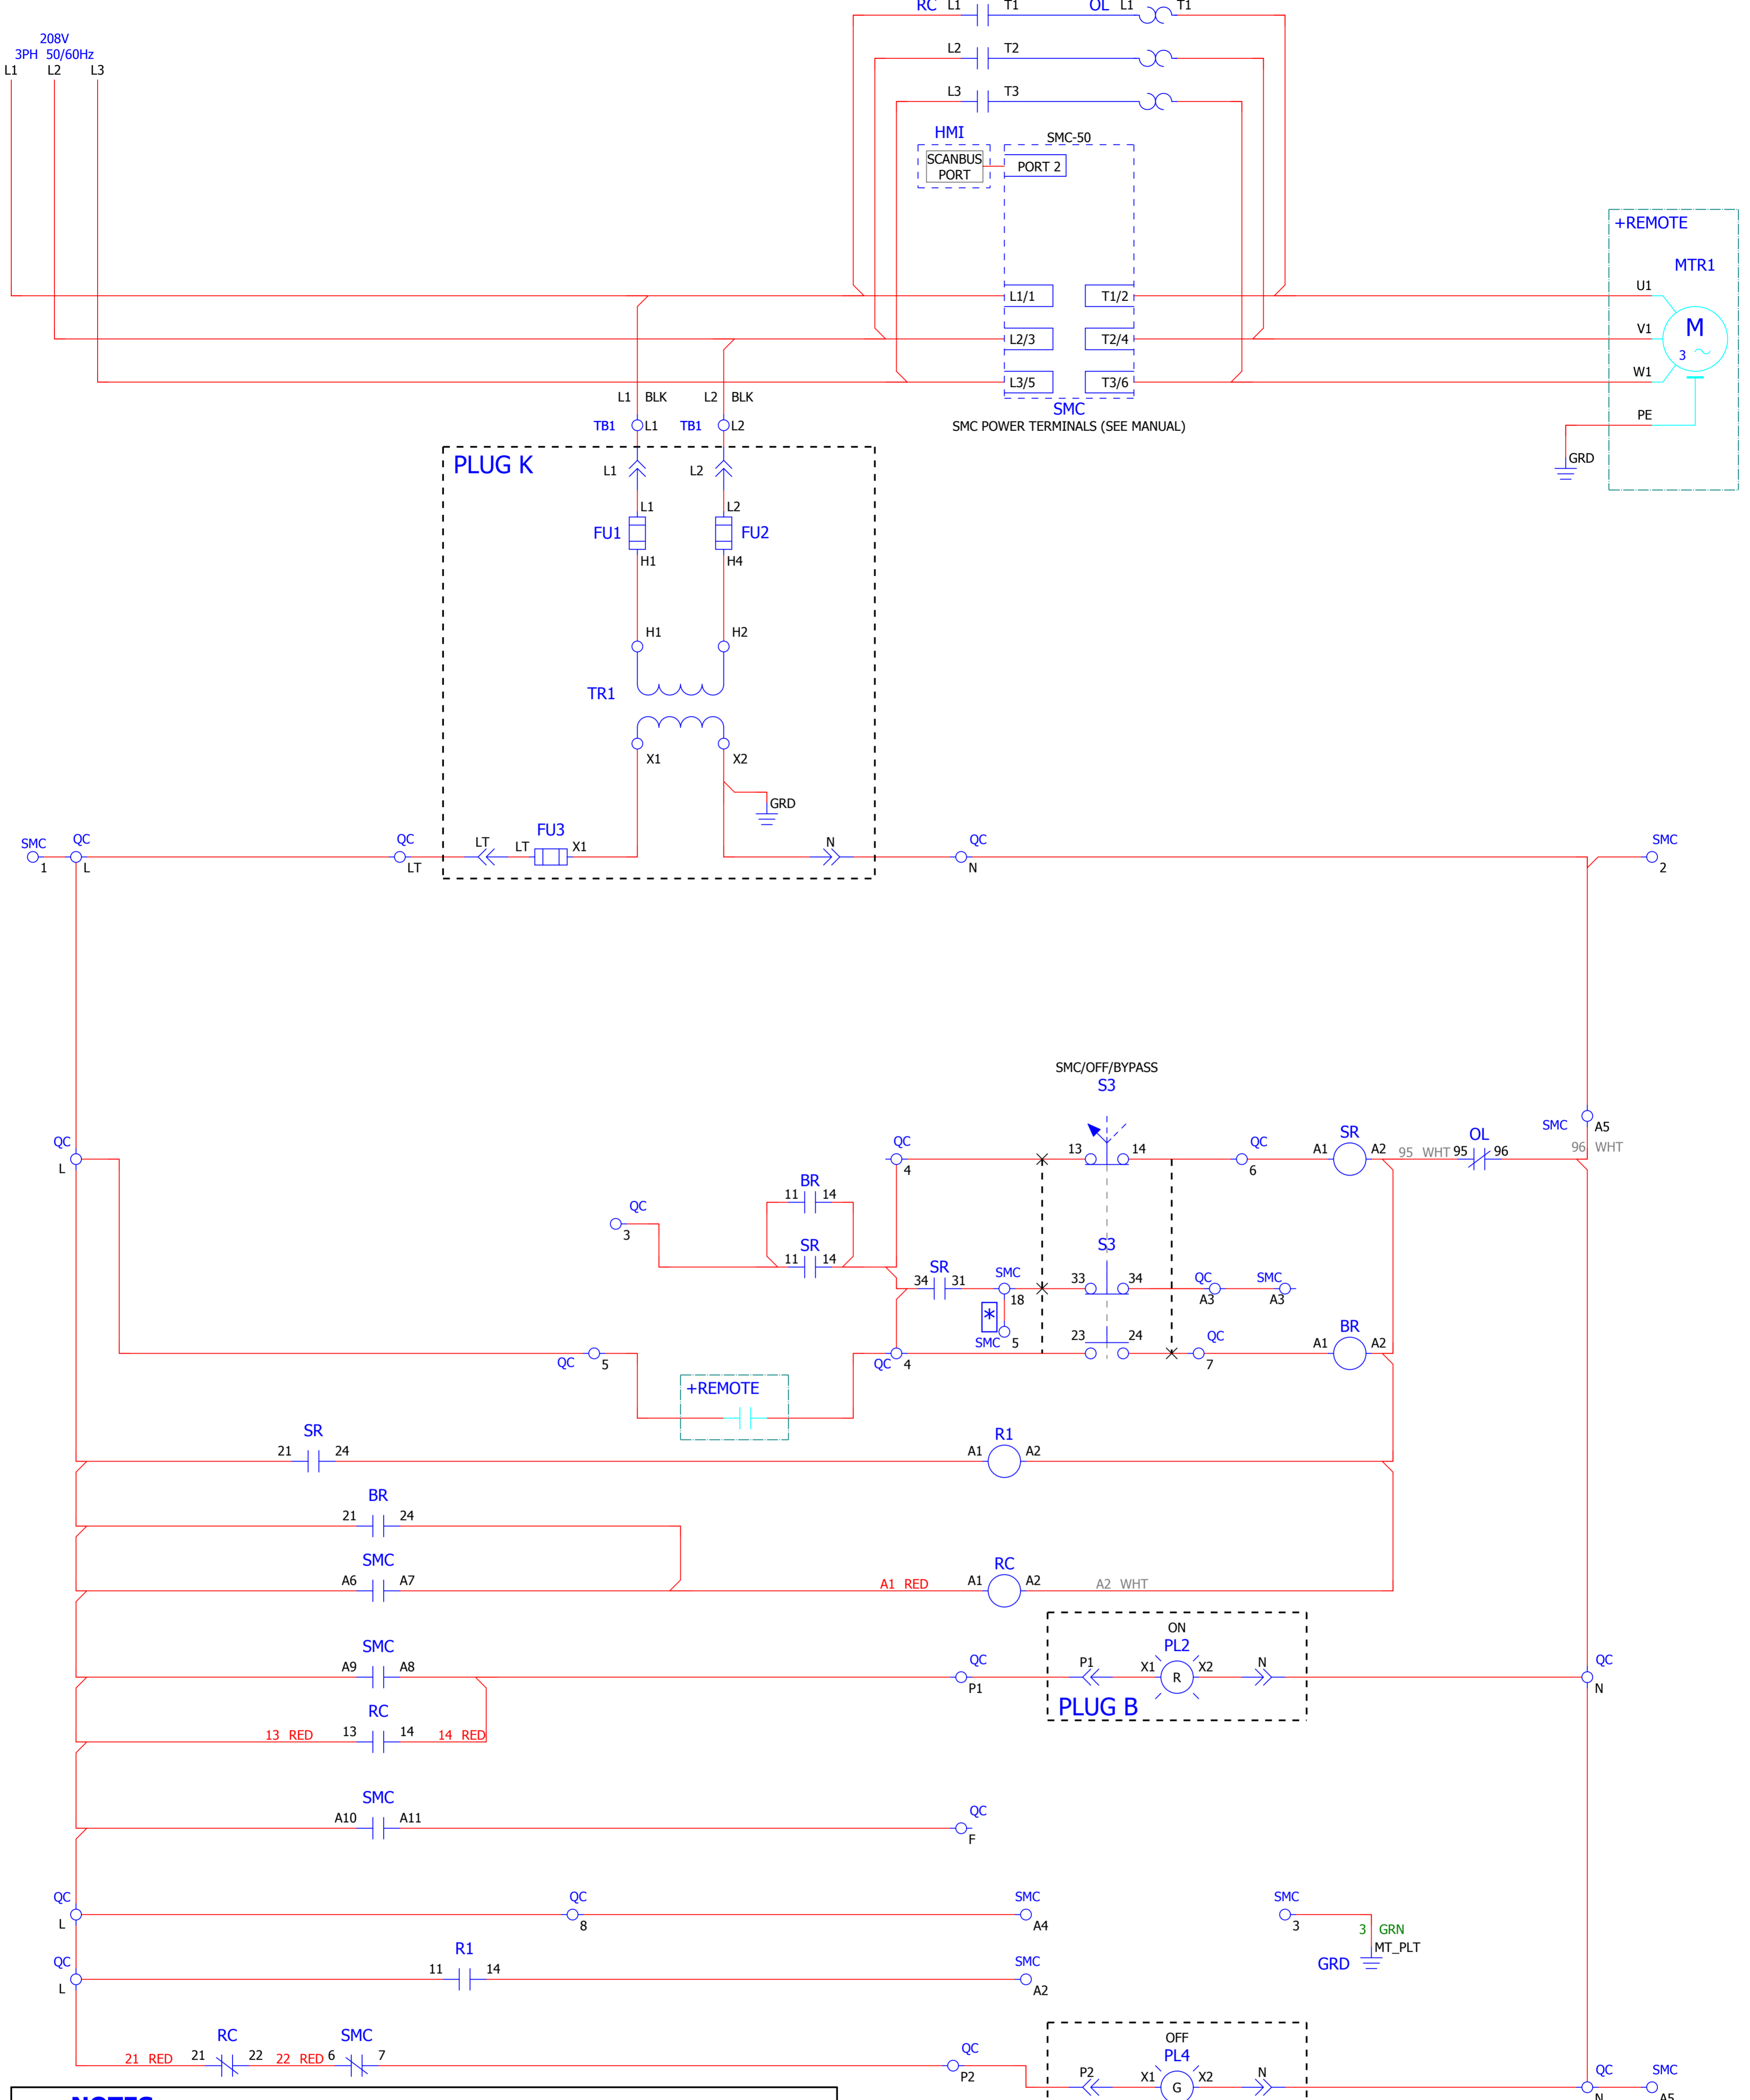 RC L1 T1 OL L1 T1
208V
3PH 50/60Hz
L1 L2 L3
L2 T2
L3 T3
HMI
SMC-50
SCANBUS
PORT
PORT 2
+REMOTE
MTR1
L1/1 T1/2 U1
L2/3 T2/4 V1
M
3
L3/5 T3/6 W1
SMC
SMC POWER TERMINALS (SEE MANUAL)
PE
GRD
L1 BLK L2 BLK
TB1 L1 TB1 L2
PLUG K
L1 L2
L1 L2
FU1 FU2
H1 H4
H1 H2
TR1
X1 X2
GRD
SMC QC QC LT LT FU3 X1 N QC SMC
1 L LT N 2
SMC/OFF/BYPASS
S3
SMC A5
96 WHT
QC QC 13 14 QC SR OL
L 4 6 A1 A2 95 WHT 95 96
BR
11 14
QC
3
SR
11 14
S3
SR
34 31
SMC
18
33 34
QC
A3
SMC
A3
*
SMC 5
23 24
QC
7
BR
A1 A2
QC 5
QC 4
+REMOTE
SR
21 24
R1
A1 A2
BR
21 24
SMC
A6 A7
A1 RED
RC
A1 A2
A2 WHT
ON
PL2
SMC
A9 A8
QC
P1
P1 X1 R X2 N
QC
N
PLUG B
RC
13 RED 13 14 14 RED
SMC
A10 A11
QC
F
QC QC SMC SMC
L 8 A4 3
3 GRN
MT_PLT
GRD
QC
L
R1
11 14
SMC
A2
RC SMC
21 RED 21 22 22 RED 6 7
QC
P2
OFF
PL4
P2 X1 G X2 N
QC
N
SMC
A5
NOTES